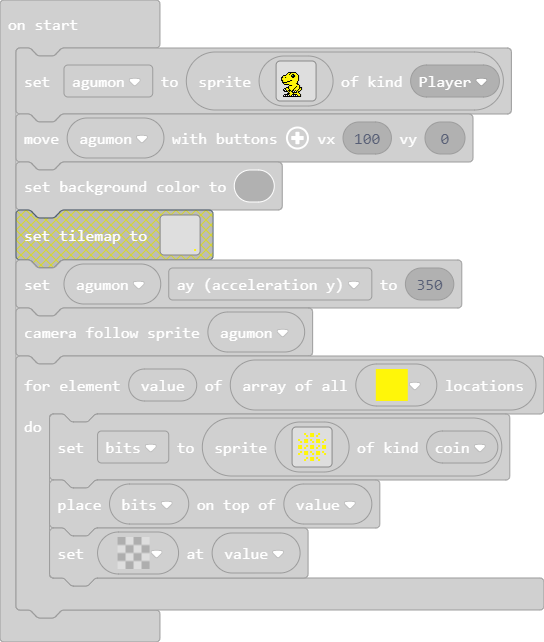 on start
set agumon to sprite of kind Player
move agumon with buttons vx 100 vy 0
set background color to
set tilemap to
set agumon ay (acceleration y) to 350
camera follow sprite agumon
for element value of array of all locations
do
set bits to sprite of kind coin
place bits on top of value
set at value